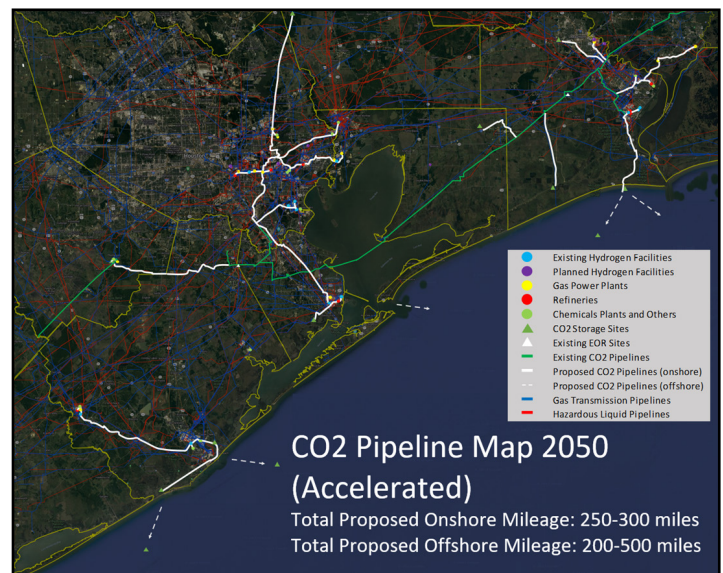 Existing Hydrogen Facilities
Planned Hydrogen Facilities
Gas Power Plants
Refineries
Chemicals Plants and Others
CO2 Storage Sites
Existing EOR Sites
Existing CO2 Pipelines
Proposed CO2 Pipelines (onshore)
Proposed CO2 Pipelines (offshore)
Gas Transmission Pipelines
Hazardous Liquid Pipelines
CO2 Pipeline Map 2050
(Accelerated)
Total Proposed Onshore Mileage: 250-300 miles
Total Proposed Offshore Mileage: 200-500 miles